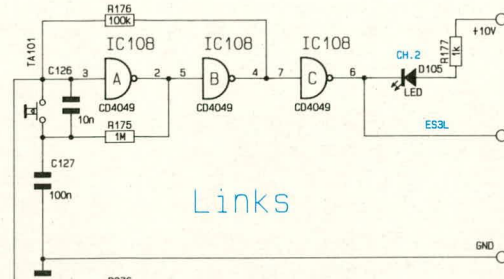 R176
100k
+10V
TA101
IC108
IC108
IC108
R177
1k
C126
3
A
2
5
B
4
7
C
6
CH.2
D105
LED
CD4049
CD4049
CD4049
10n
R175
1M
ES3L
C127
100n
Links
GND